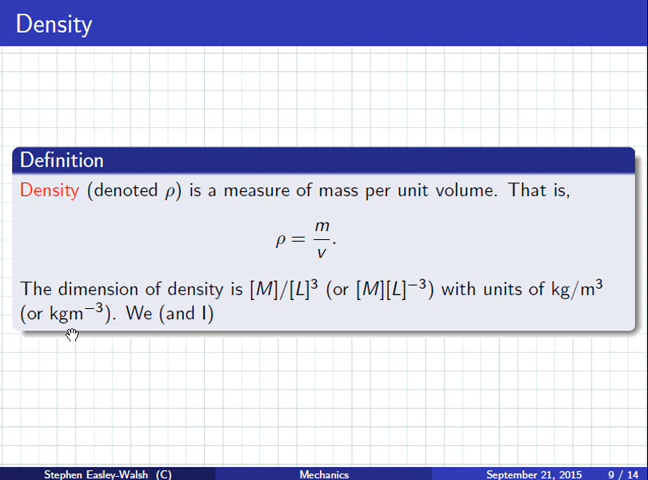 Density
Definition
Density (denoted ρ) is a measure of mass per unit volume. That is,
ρ = m/v.
The dimension of density is [M]/[L]³ (or [M][L]⁻³) with units of kg/m³
(or kgm⁻³). We (and I)
Stephen Easley-Walsh (C) Mechanics September 21, 2015 9 / 14